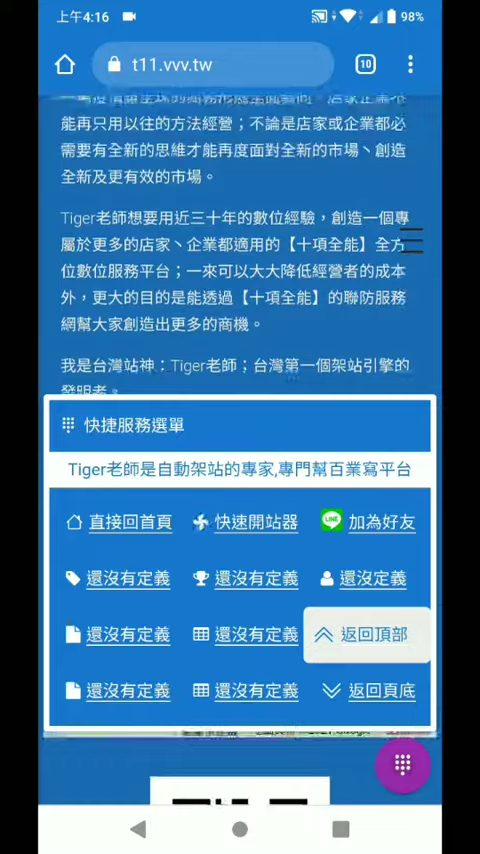 上午4:16
98%
t11.vvv.tw
10
能再只用以往的方法經營；不論是店家或企業都必
需要有全新的思維才能再度面對全新的市場、創造
全新及更有效的市場。
Tiger老師想要用近三十年的數位經驗，創造一個專
屬於更多的店家、企業都適用的【十項全能】全方
位數位服務平台；一來可以大大降低經營者的成本
外，更大的目的是能透過【十項全能】的聯防服務
網幫大家創造出更多的商機。
我是台灣站神：Tiger老師；台灣第一個架站引擎的
發明者。
快捷服務選單
Tiger老師是自動架站的專家,專門幫百業寫平台
直接回首頁 快速開站器 LINE 加為好友
還沒有定義 還沒有定義 還沒有定義
還沒有定義 還沒有定義 返回頂部
還沒有定義 還沒有定義 返回頁底